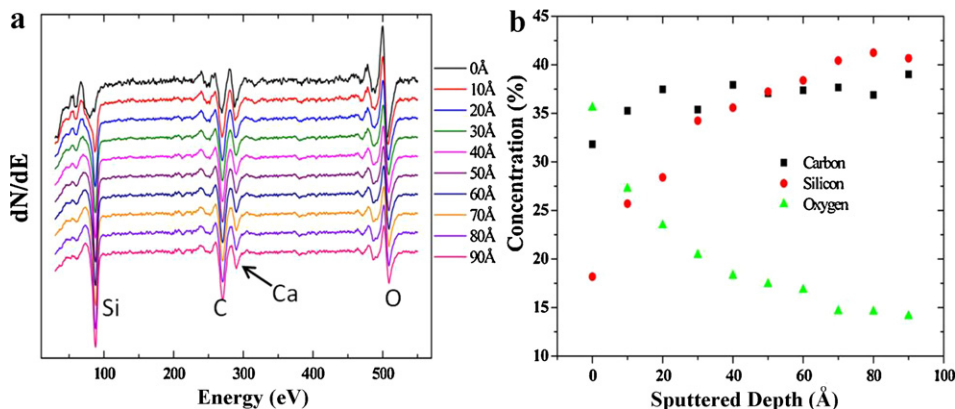 a
dN/dE
Si
C
Ca
O
100
200
300
400
500
Energy (eV)
0Å
10Å
20Å
30Å
40Å
50Å
60Å
70Å
80Å
90Å
b
Concentration (%)
45
40
35
30
25
20
15
10
Carbon
Silicon
Oxygen
0
20
40
60
80
100
Sputtered Depth (Å)